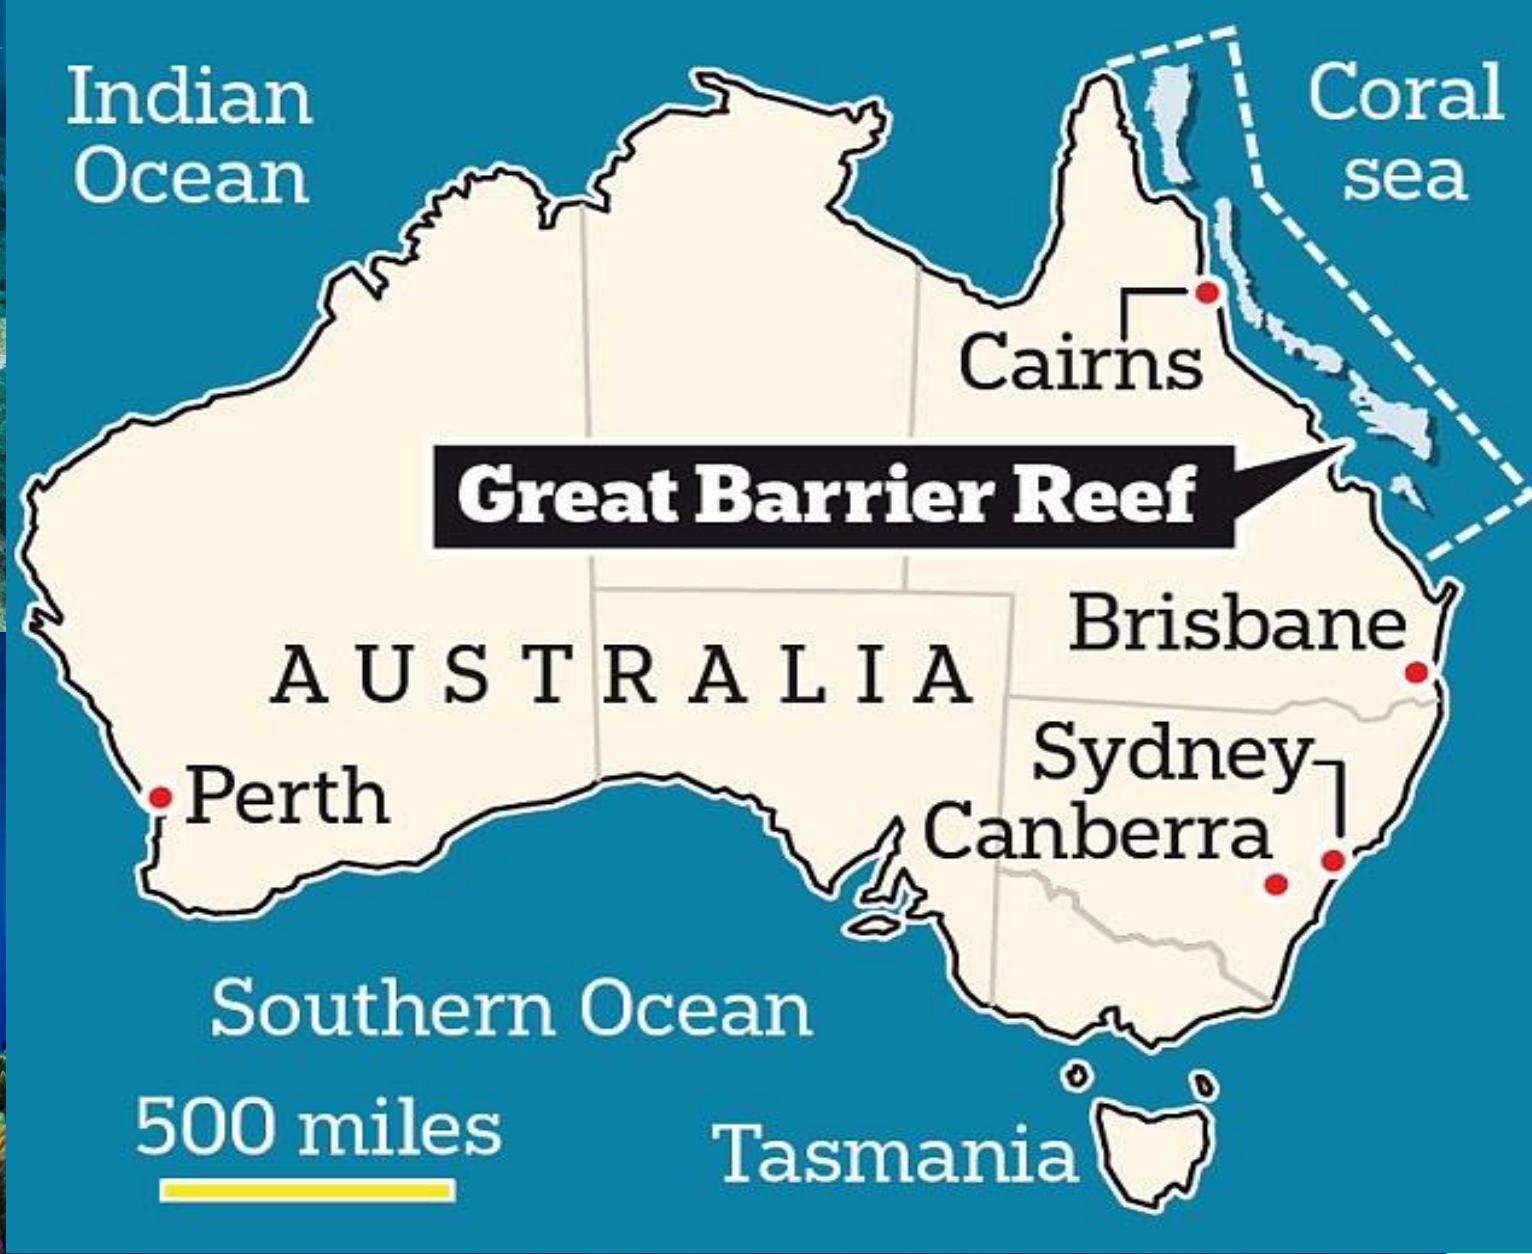 Indian
Ocean
Coral
sea
Cairns
Great Barrier Reef
Brisbane
AUSTRALIA
Sydney
Perth
Canberra
Southern Ocean
500 miles
Tasmania